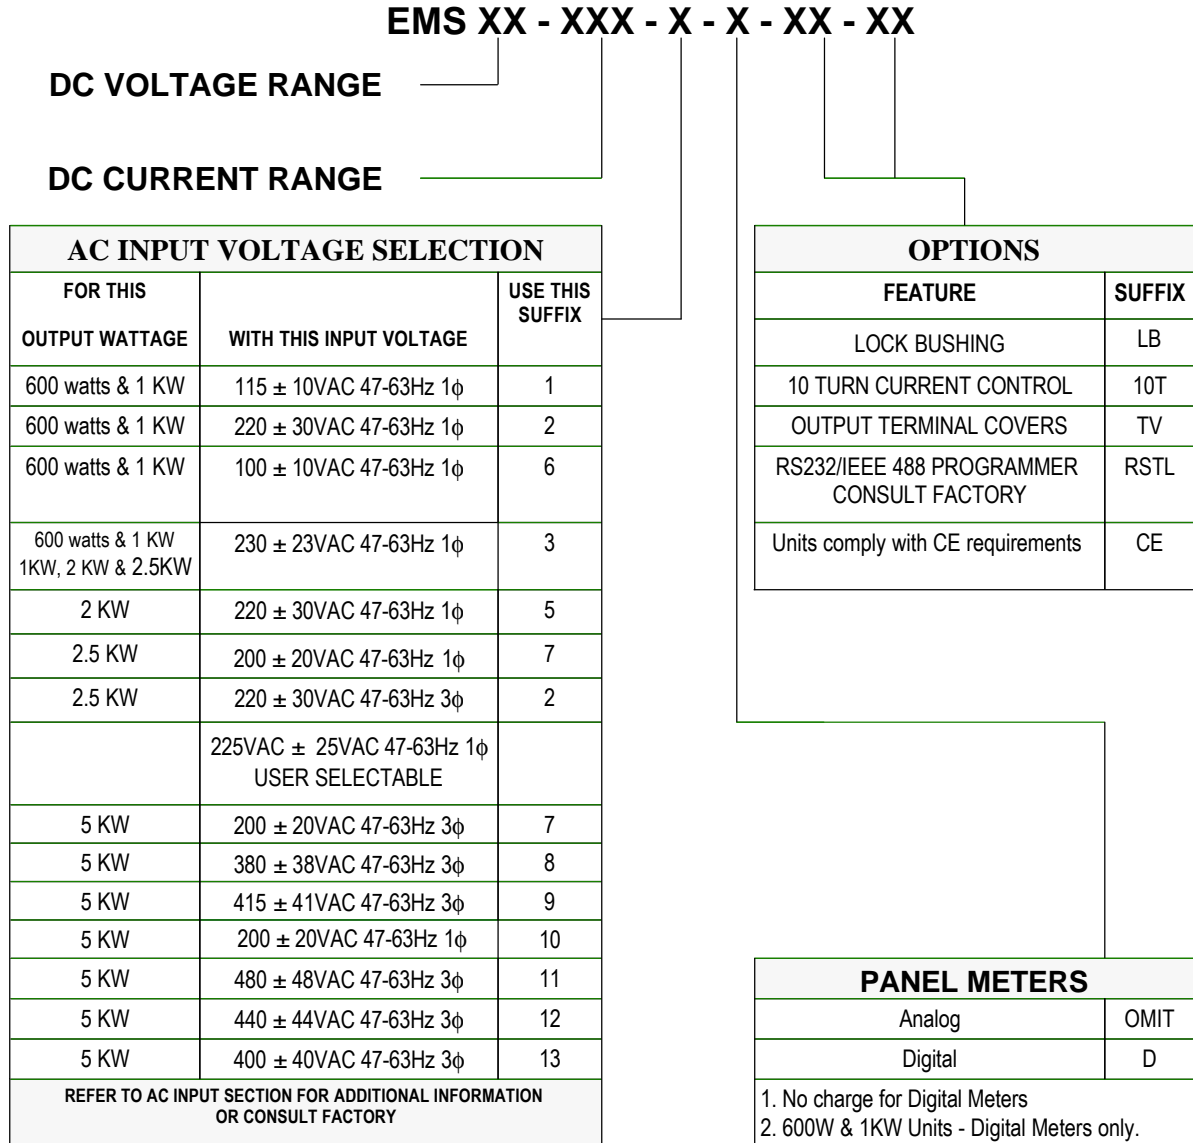 EMS XX - XXX - X - X - XX - XX
DC VOLTAGE RANGE
DC CURRENT RANGE
AC INPUT VOLTAGE SELECTION
FOR THIS
OUTPUT WATTAGE
WITH THIS INPUT VOLTAGE
USE THIS
SUFFIX
600 watts & 1 KW 115 ± 10VAC 47-63Hz 1ϕ 1
600 watts & 1 KW 220 ± 30VAC 47-63Hz 1ϕ 2
600 watts & 1 KW 100 ± 10VAC 47-63Hz 1ϕ 6
600 watts & 1 KW
1KW, 2 KW & 2.5KW
230 ± 23VAC 47-63Hz 1ϕ 3
2 KW 220 ± 30VAC 47-63Hz 1ϕ 5
2.5 KW 200 ± 20VAC 47-63Hz 1ϕ 7
2.5 KW 220 ± 30VAC 47-63Hz 3ϕ 2
225VAC ± 25VAC 47-63Hz 1ϕ
USER SELECTABLE
5 KW 200 ± 20VAC 47-63Hz 3ϕ 7
5 KW 380 ± 38VAC 47-63Hz 3ϕ 8
5 KW 415 ± 41VAC 47-63Hz 3ϕ 9
5 KW 200 ± 20VAC 47-63Hz 1ϕ 10
5 KW 480 ± 48VAC 47-63Hz 3ϕ 11
5 KW 440 ± 44VAC 47-63Hz 3ϕ 12
5 KW 400 ± 40VAC 47-63Hz 3ϕ 13
REFER TO AC INPUT SECTION FOR ADDITIONAL INFORMATION
OR CONSULT FACTORY
OPTIONS
FEATURE SUFFIX
LOCK BUSHING LB
10 TURN CURRENT CONTROL 10T
OUTPUT TERMINAL COVERS TV
RS232/IEEE 488 PROGRAMMER RSTL
CONSULT FACTORY
Units comply with CE requirements CE
PANEL METERS
Analog OMIT
Digital D
1. No charge for Digital Meters
2. 600W & 1KW Units - Digital Meters only.